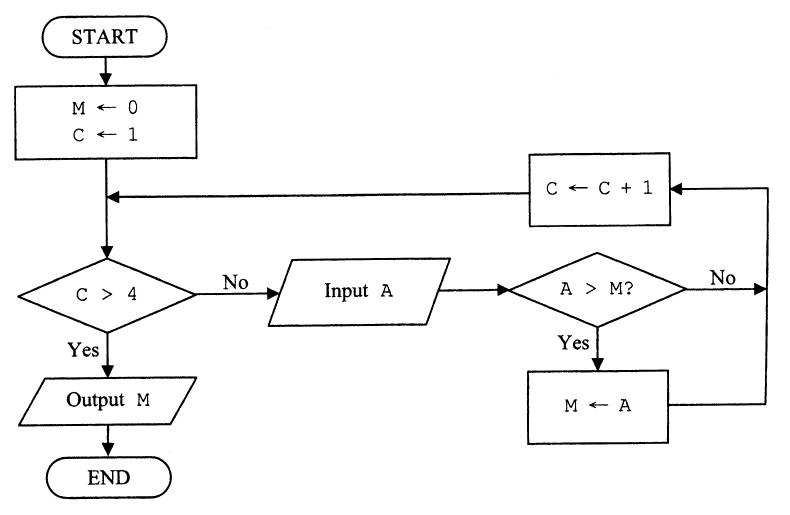 START
M ← 0
C ← 1
C ← C + 1
C > 4
No
Input A
A > M?
No
Yes
Yes
M ← A
Output M
END